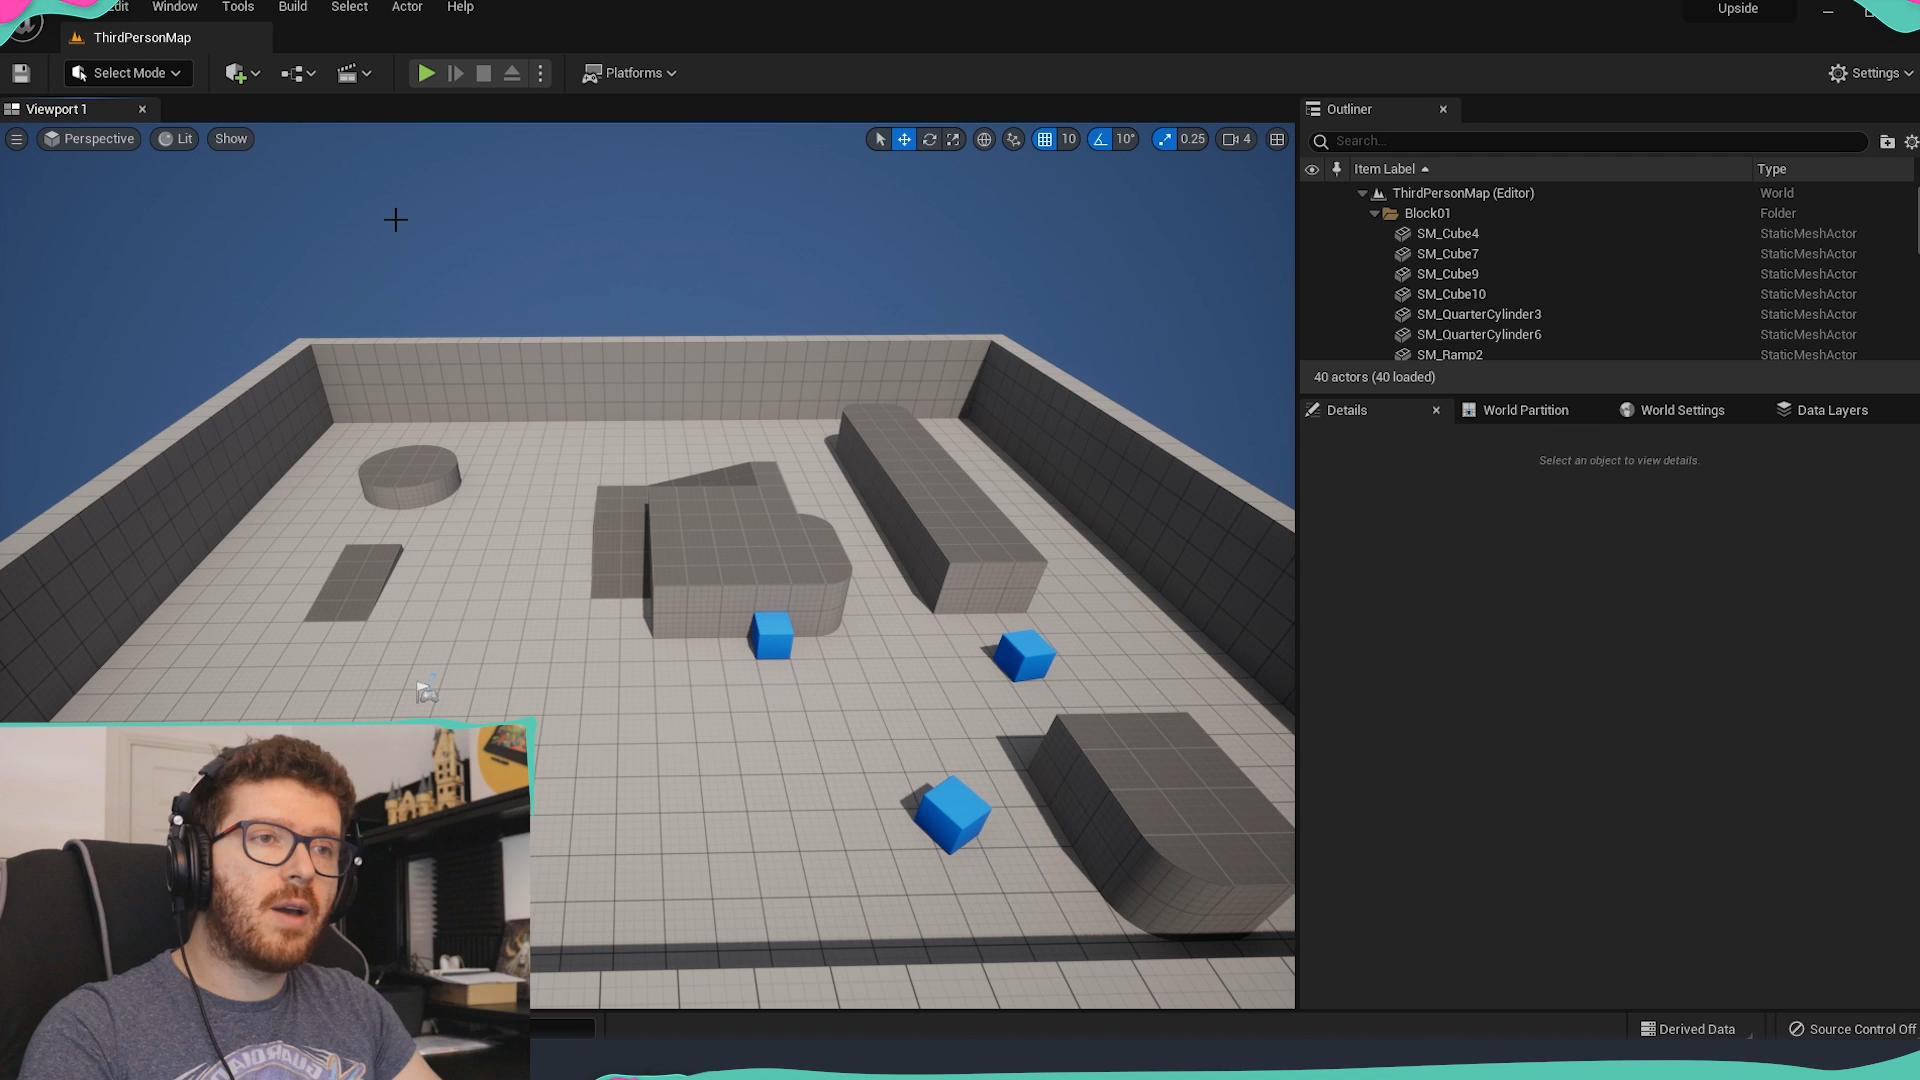 dit Window Tools Build Select Actor Help
Upside
ThirdPersonMap
Select Mode
Platforms
Settings
Viewport 1
Outliner
Perspective Lit Show
10 10° 0.25 4
Search...
Item Label Type
ThirdPersonMap (Editor) World
Block01 Folder
SM_Cube4 StaticMeshActor
SM_Cube7 StaticMeshActor
SM_Cube9 StaticMeshActor
SM_Cube10 StaticMeshActor
SM_QuarterCylinder3 StaticMeshActor
SM_QuarterCylinder6 StaticMeshActor
SM_Ramp2 StaticMeshActor
40 actors (40 loaded)
Details World Partition World Settings Data Layers
Select an object to view details.
Derived Data Source Control Off